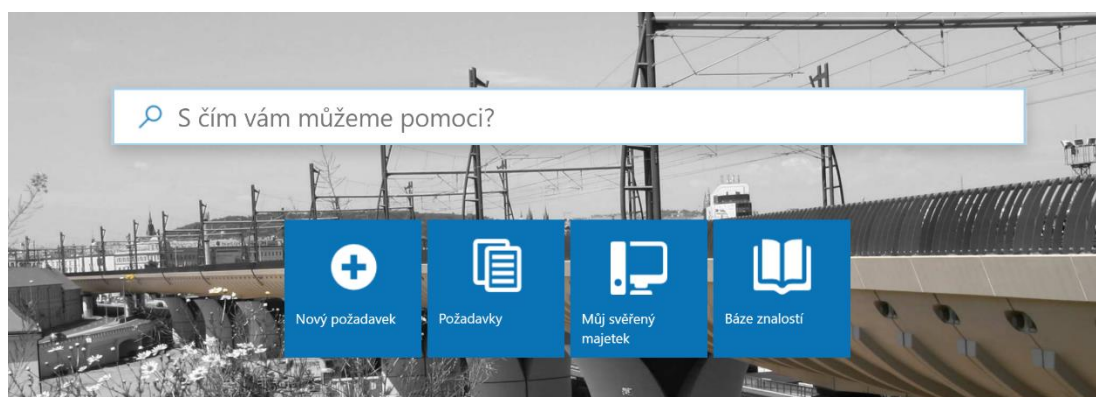 S čím vám můžeme pomoci?
Nový požadavek
Požadavky
Můj svěřený
majetek
Báze znalostí